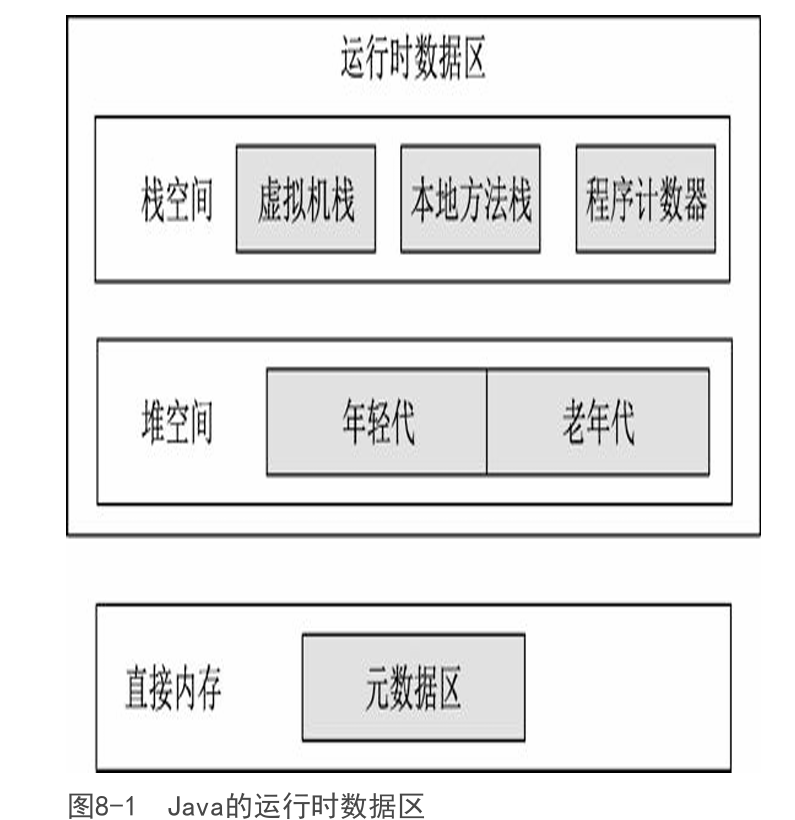 运行时数据区
栈空间 虚拟机栈 本地方法栈 程序计数器
堆空间 年轻代 老年代
直接内存 元数据区
图8-1 Java的运行时数据区